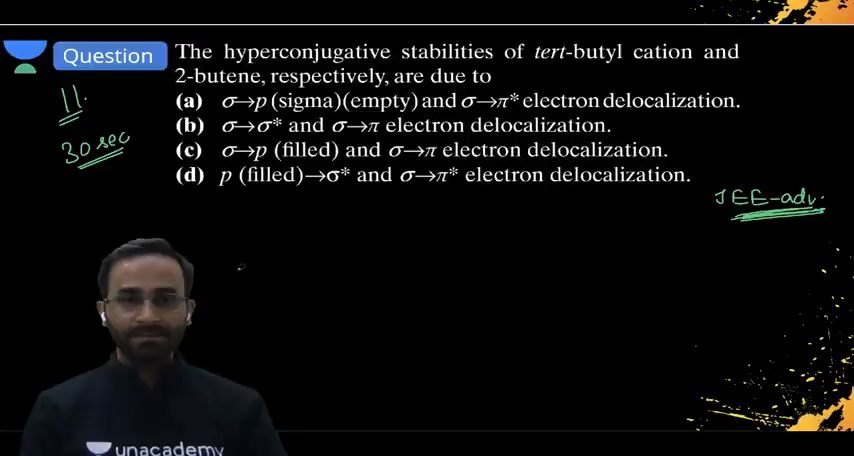 Question
The hyperconjugative stabilities of tert-butyl cation and
2-butene, respectively, are due to
(a) σ→p (sigma)(empty) and σ→π* electron delocalization.
(b) σ→σ* and σ→π electron delocalization.
(c) σ→p (filled) and σ→π electron delocalization.
(d) p (filled)→σ* and σ→π* electron delocalization.
11.
30 sec
JEE-adv.
unacademy